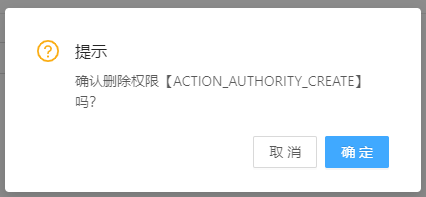 提示
确认删除权限【ACTION_AUTHORITY_CREATE】
吗?
取 消
确 定